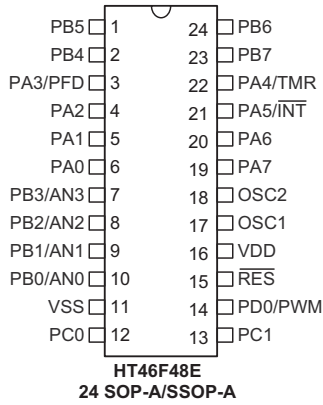 PB5 1 24 PB6
PB4 2 23 PB7
PA3/PFD 3 22 PA4/TMR
PA2 4 21 PA5/I̅N̅T̅
PA1 5 20 PA6
PA0 6 19 PA7
PB3/AN3 7 18 OSC2
PB2/AN2 8 17 OSC1
PB1/AN1 9 16 VDD
PB0/AN0 10 15 R̅E̅S̅
VSS 11 14 PD0/PWM
PC0 12 13 PC1
HT46F48E
24 SOP-A/SSOP-A